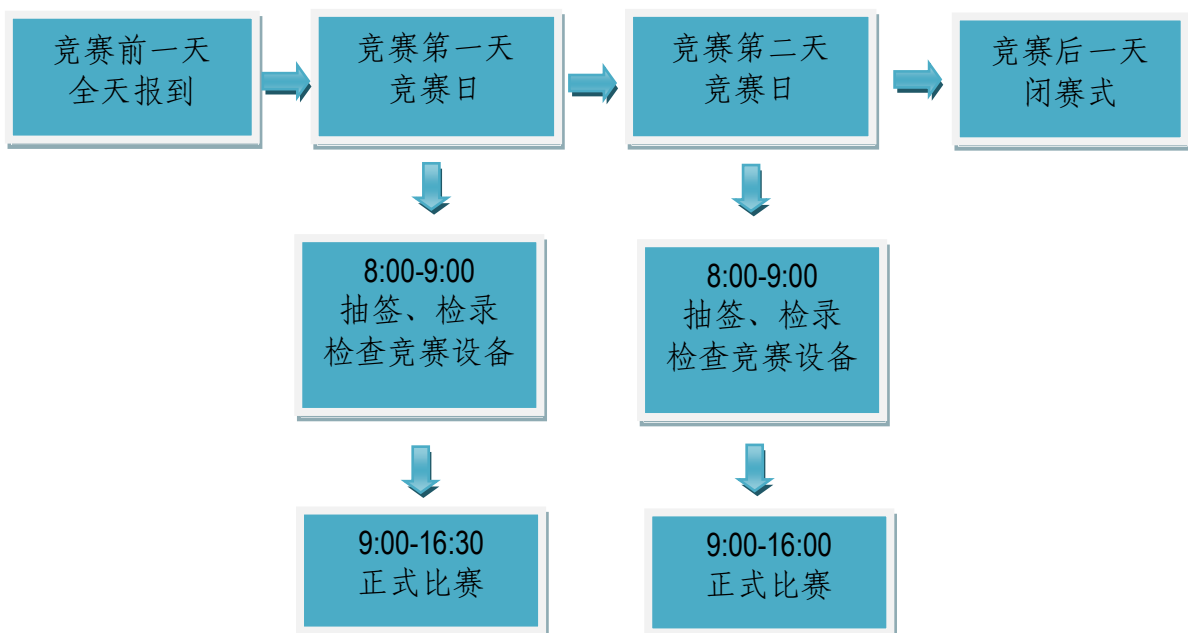 竞赛前一天
全天报到
竞赛第一天
竞赛日
竞赛第二天
竞赛日
竞赛后一天
闭赛式
8:00-9:00
抽签、检录
检查竞赛设备
8:00-9:00
抽签、检录
检查竞赛设备
9:00-16:30
正式比赛
9:00-16:00
正式比赛